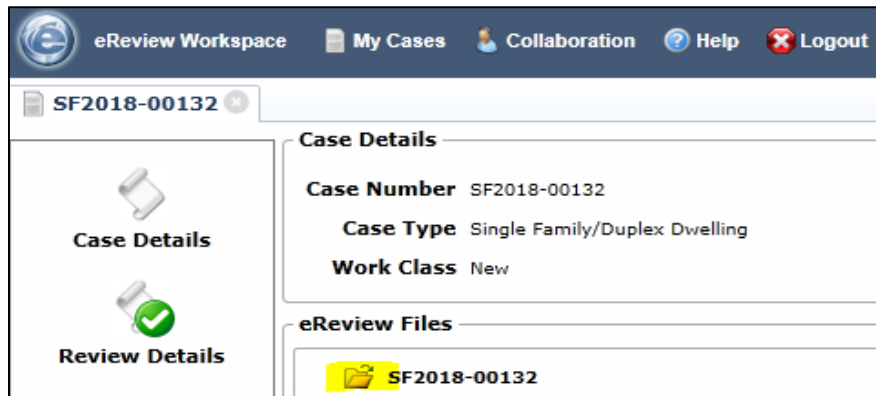 eReview Workspace My Cases Collaboration Help Logout
SF2018-00132
Case Details
Case Number SF2018-00132
Case Type Single Family/Duplex Dwelling
Work Class New
Case Details
Review Details
eReview Files
SF2018-00132